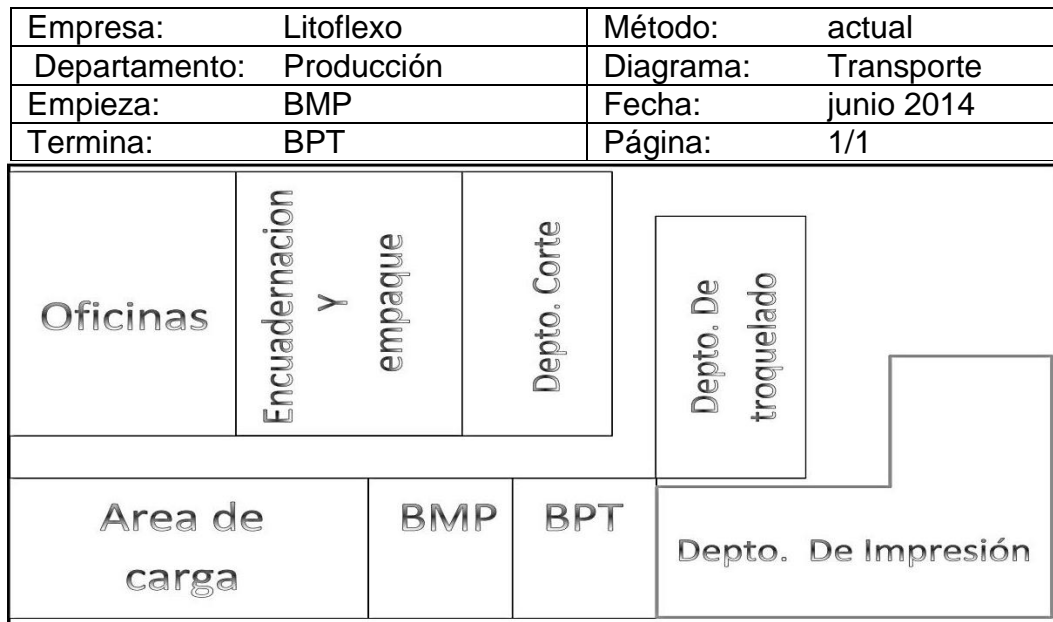 Empresa: Litoflexo Método: actual
Departamento: Producción Diagrama: Transporte
Empieza: BMP Fecha: junio 2014
Termina: BPT Página: 1/1
Oficinas
Encuadernacion
Y
empaque
Depto. Corte
Depto. De
troquelado
Area de
carga
BMP
BPT
Depto. De Impresión